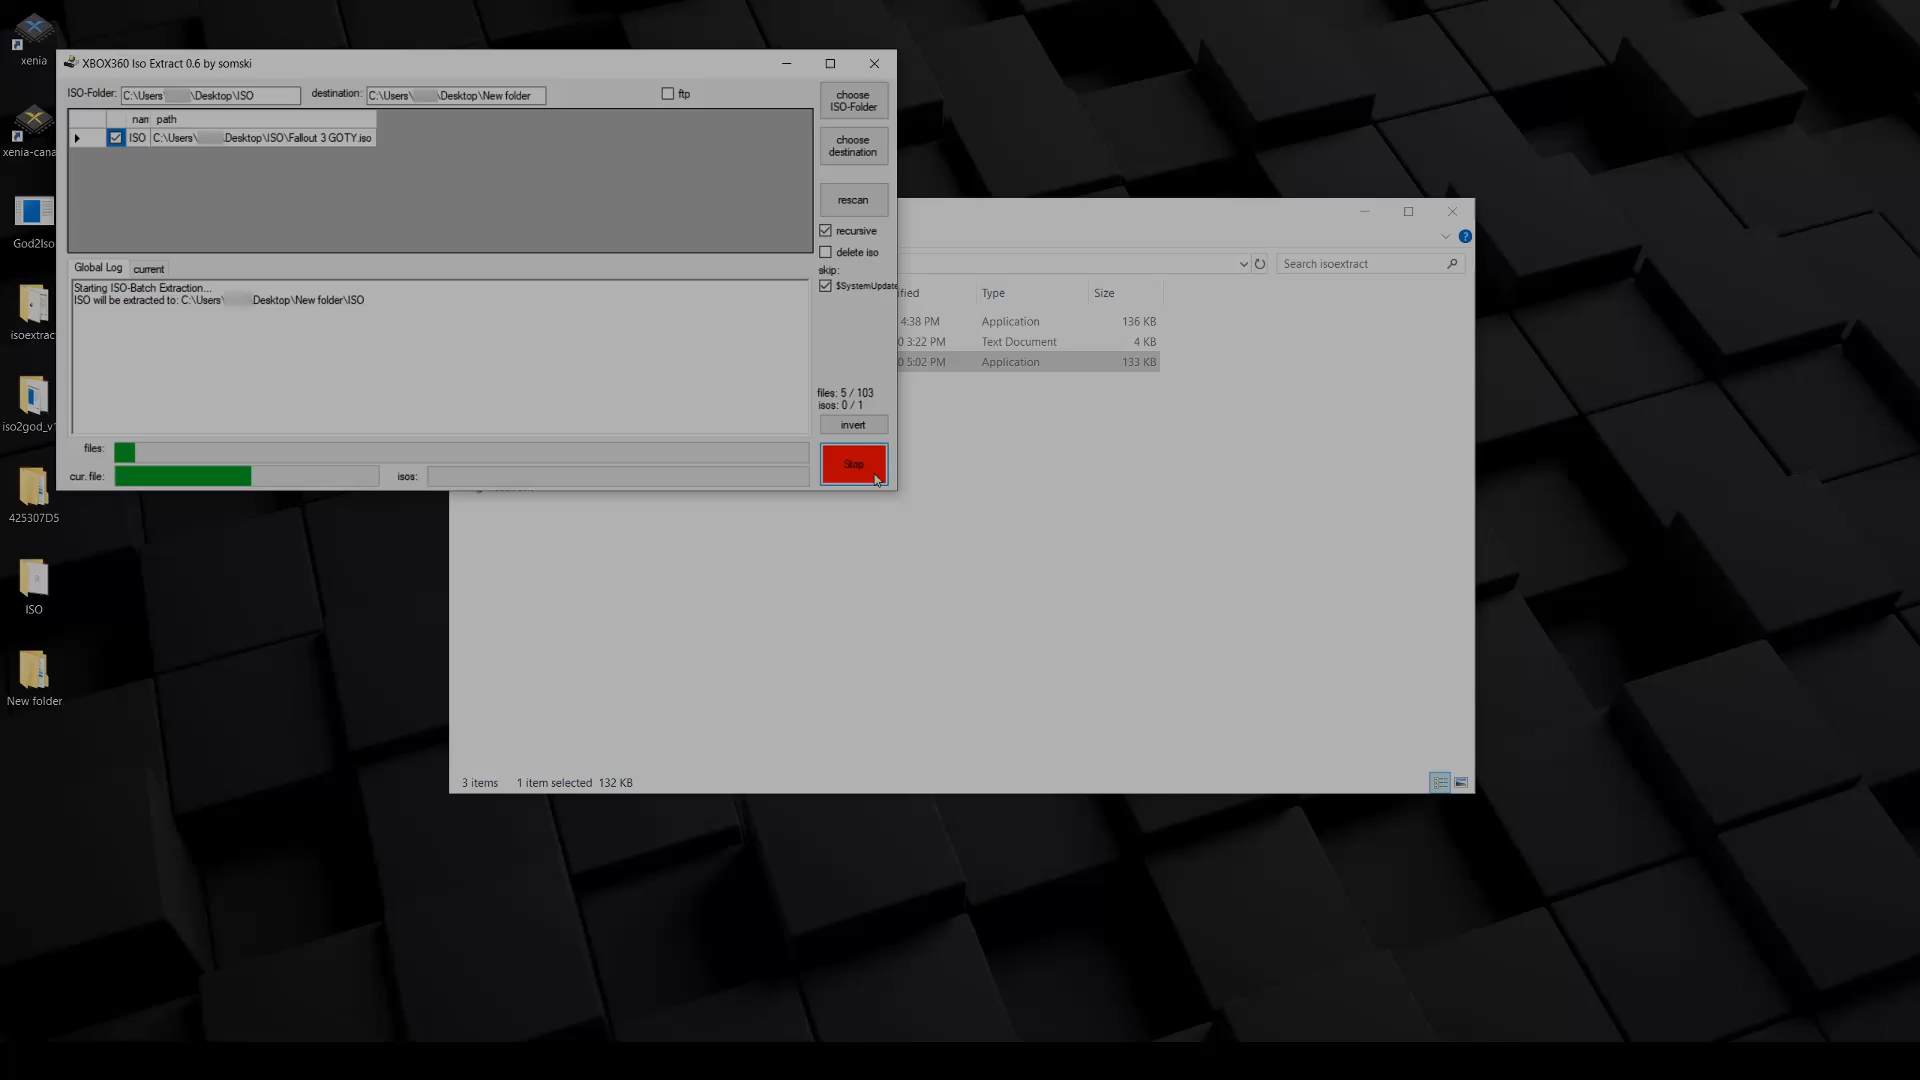 xenia
xenia-cana
God2Iso
isoextrac
iso2god_v
425307D5
ISO
New folder
XBOX360 Iso Extract 0.6 by somski
ISO-Folder: C:\Users\ \Desktop\ISO destination: C:\Users\ \Desktop\New folder ftp
choose ISO-Folder
choose destination
rescan
recursive
delete iso
skip:
$SystemUpdate
nam path
ISO C:\Users\ .Desktop\ISO\Fallout 3 GOTY.iso
Global Log current
Starting ISO-Batch Extraction...
ISO will be extracted to: C:\Users\ Desktop\New folder\ISO
files: 5 / 103
isos: 0 / 1
invert
files:
Stop
cur. file: isos:
Search isoextract
ified Type Size
4:38 PM Application 136 KB
0 3:22 PM Text Document 4 KB
0 5:02 PM Application 133 KB
3 items 1 item selected 132 KB